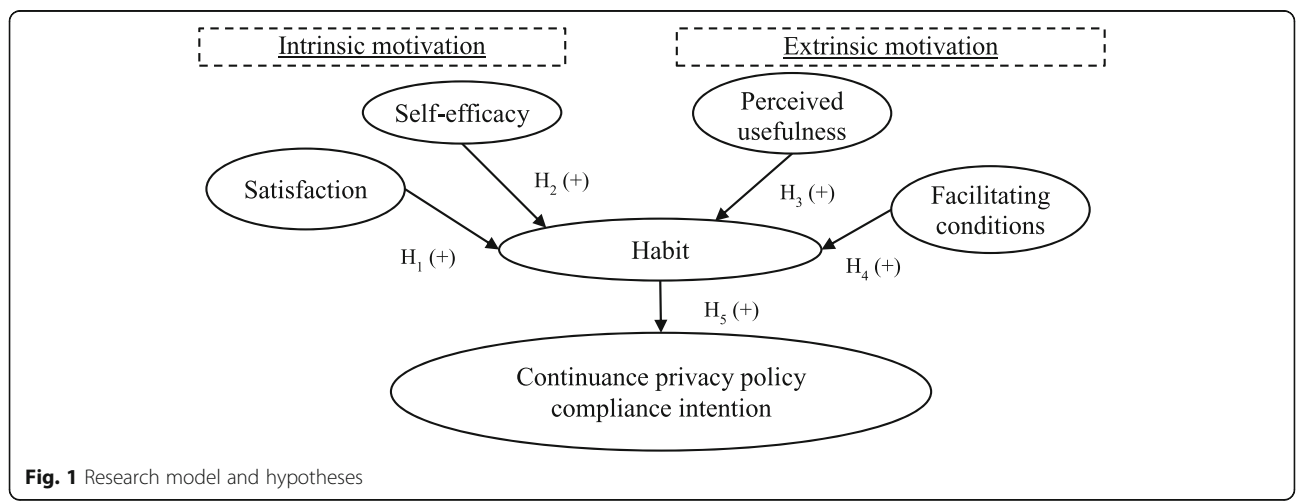 Intrinsic motivation
Extrinsic motivation
Self-efficacy
Perceived
usefulness
Satisfaction
H2 (+)
H3 (+)
Facilitating
conditions
Habit
H1 (+)
H4 (+)
H5 (+)
Continuance privacy policy
compliance intention
Fig. 1 Research model and hypotheses